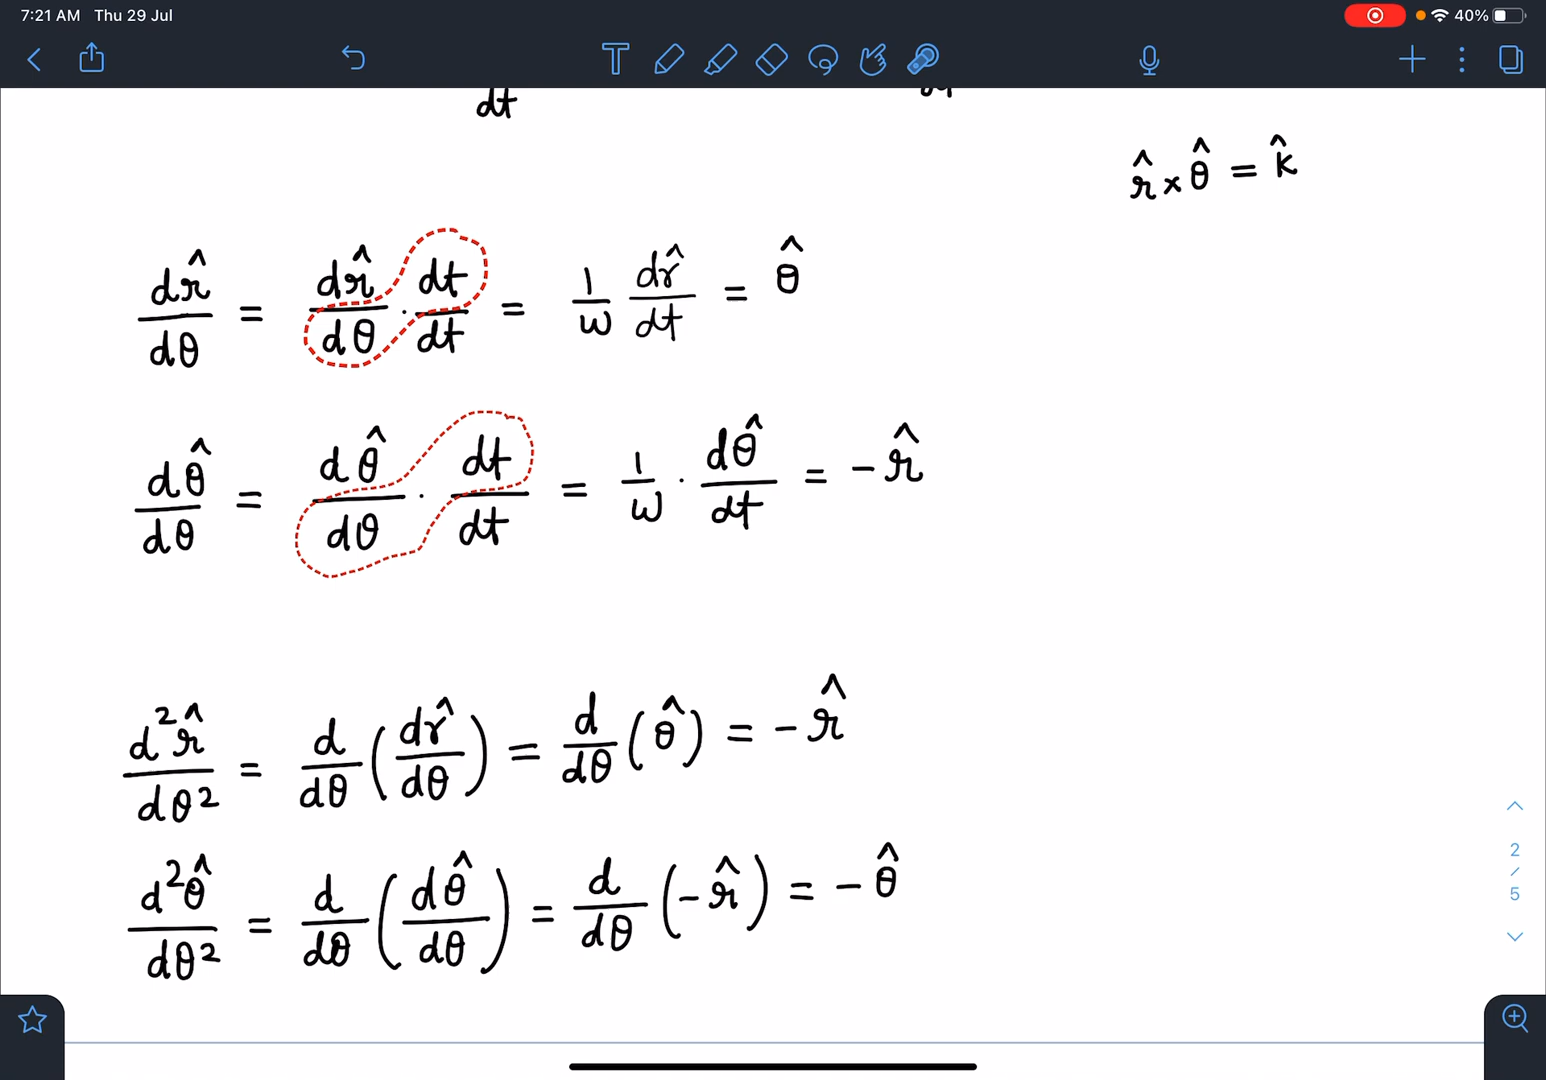 7:21 AM Thu 29 Jul 40%
T
dt
r̂ × θ̂ = k̂
dr̂/dθ = dr̂/dθ · dt/dt = 1/ω dr̂/dt = θ̂
dθ̂/dθ = dθ̂/dθ · dt/dt = 1/ω · dθ̂/dt = - r̂
d²r̂/dθ² = d/dθ (dr̂/dθ) = d/dθ (θ̂) = - r̂
d²θ̂/dθ² = d/dθ (dθ̂/dθ) = d/dθ (- r̂) = - θ̂
2
/
5